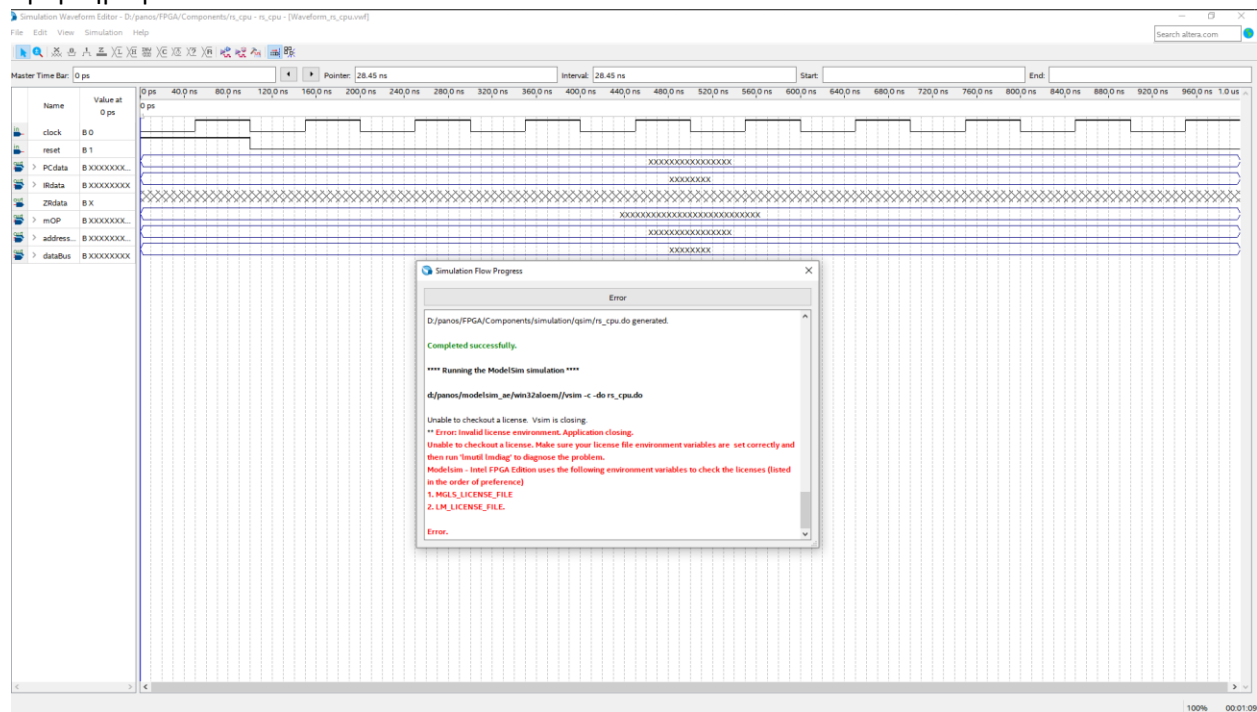 Simulation Waveform Editor - D:/panos/FPGA/Components/rs_cpu - rs_cpu - [Waveform_rs_cpu.vwf]
File Edit View Simulation Help
Search altera.com
Master Time Bar: 0 ps Pointer: 28.45 ns Interval: 28.45 ns Start: End:
Name Value at 0 ps
0 ps 40.0 ns 80.0 ns 120.0 ns 160.0 ns 200.0 ns 240.0 ns 280.0 ns 320.0 ns 360.0 ns 400.0 ns 440.0 ns 480.0 ns 520.0 ns 560.0 ns 600.0 ns 640.0 ns 680.0 ns 720.0 ns 760.0 ns 800.0 ns 840.0 ns 880.0 ns 920.0 ns 960.0 ns 1.0 us
0 ps
clock B 0
reset B 1
PCdata B XXXXXXX... XXXXXXXXXXXXXXXX
IRdata B XXXXXXXX XXXXXXXX
ZRdata B X
mOP B XXXXXXX... XXXXXXXXXXXXXXXXXXXXXXXXXXX
address... B XXXXXXX... XXXXXXXXXXXXXXXX
dataBus B XXXXXXXX XXXXXXXX
Simulation Flow Progress
Error
D:/panos/FPGA/Components/simulation/qsim/rs_cpu.do generated.
Completed successfully.
**** Running the ModelSim simulation ****
d:/panos/modelsim_ae/win32aloem//vsim -c -do rs_cpu.do
Unable to checkout a license. Vsim is closing.
** Error: Invalid license environment. Application closing.
Unable to checkout a license. Make sure your license file environment variables are set correctly and
then run 'lmutil lmdiag' to diagnose the problem.
Modelsim - Intel FPGA Edition uses the following environment variables to check the licenses (listed
in the order of preference)
1. MGLS_LICENSE_FILE
2. LM_LICENSE_FILE.
Error.
100% 00:01:09